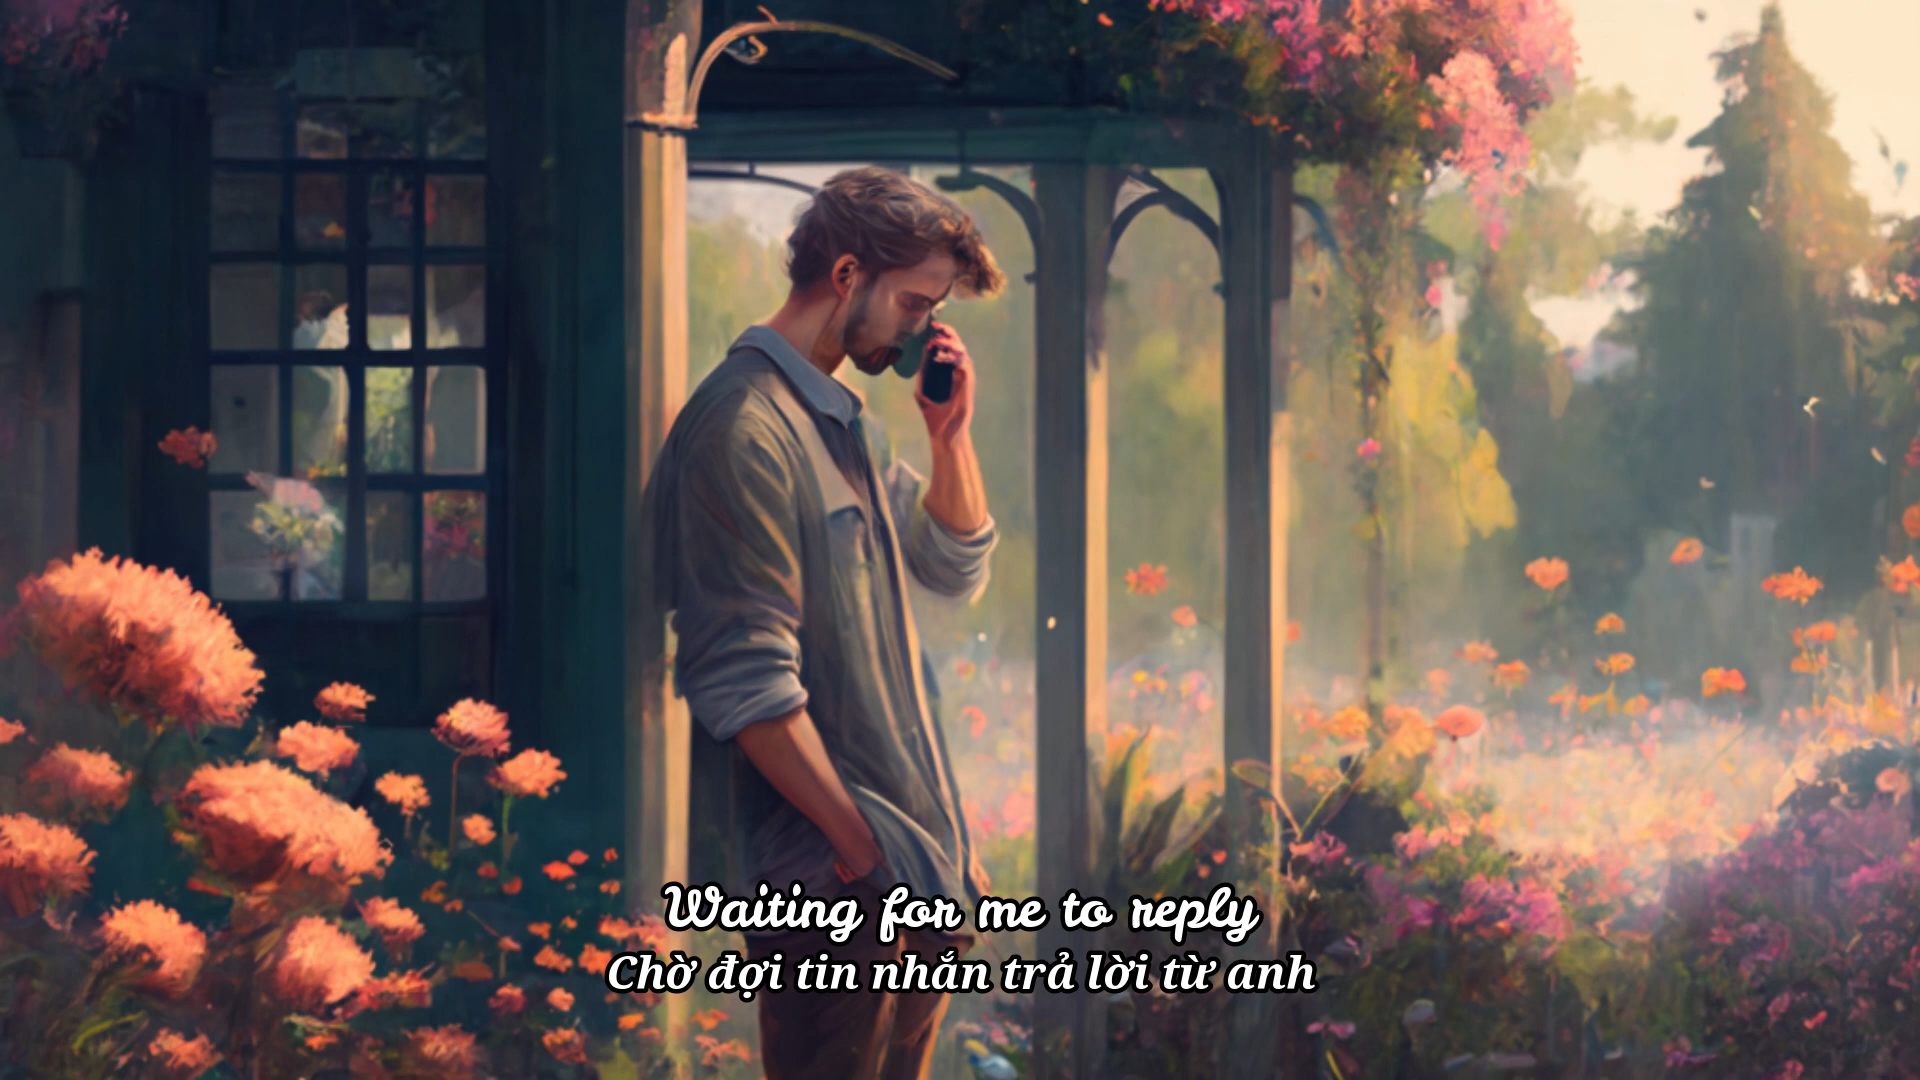 Waiting for me to reply
Chờ đợi tin nhắn trả lời từ anh